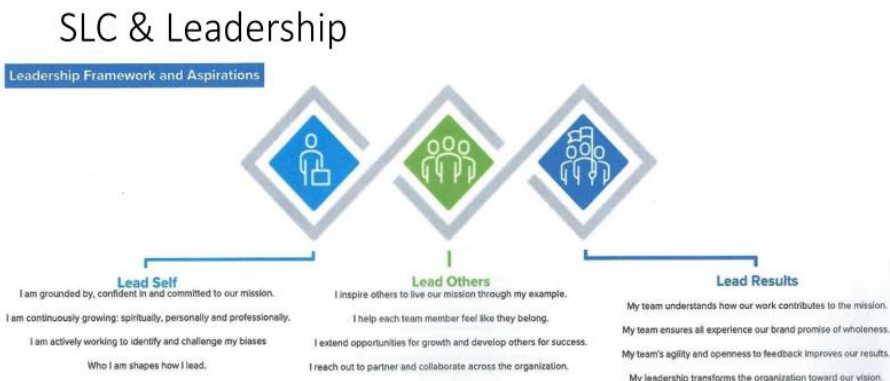 SLC & Leadership
Leadership Framework and Aspirations
Lead Self
I am grounded by, confident in and committed to our mission.
I am continuously growing: spiritually, personally and professionally.
I am actively working to identify and challenge my biases
Who I am shapes how I lead.
Lead Others
I inspire others to live our mission through my example.
I help each team member feel like they belong.
I extend opportunities for growth and develop others for success.
I reach out to partner and collaborate across the organization.
Lead Results
My team understands how our work contributes to the mission.
My team ensures all experience our brand promise of wholeness.
My team's agility and openness to feedback improves our results.
My leadership transforms the organization toward our vision.